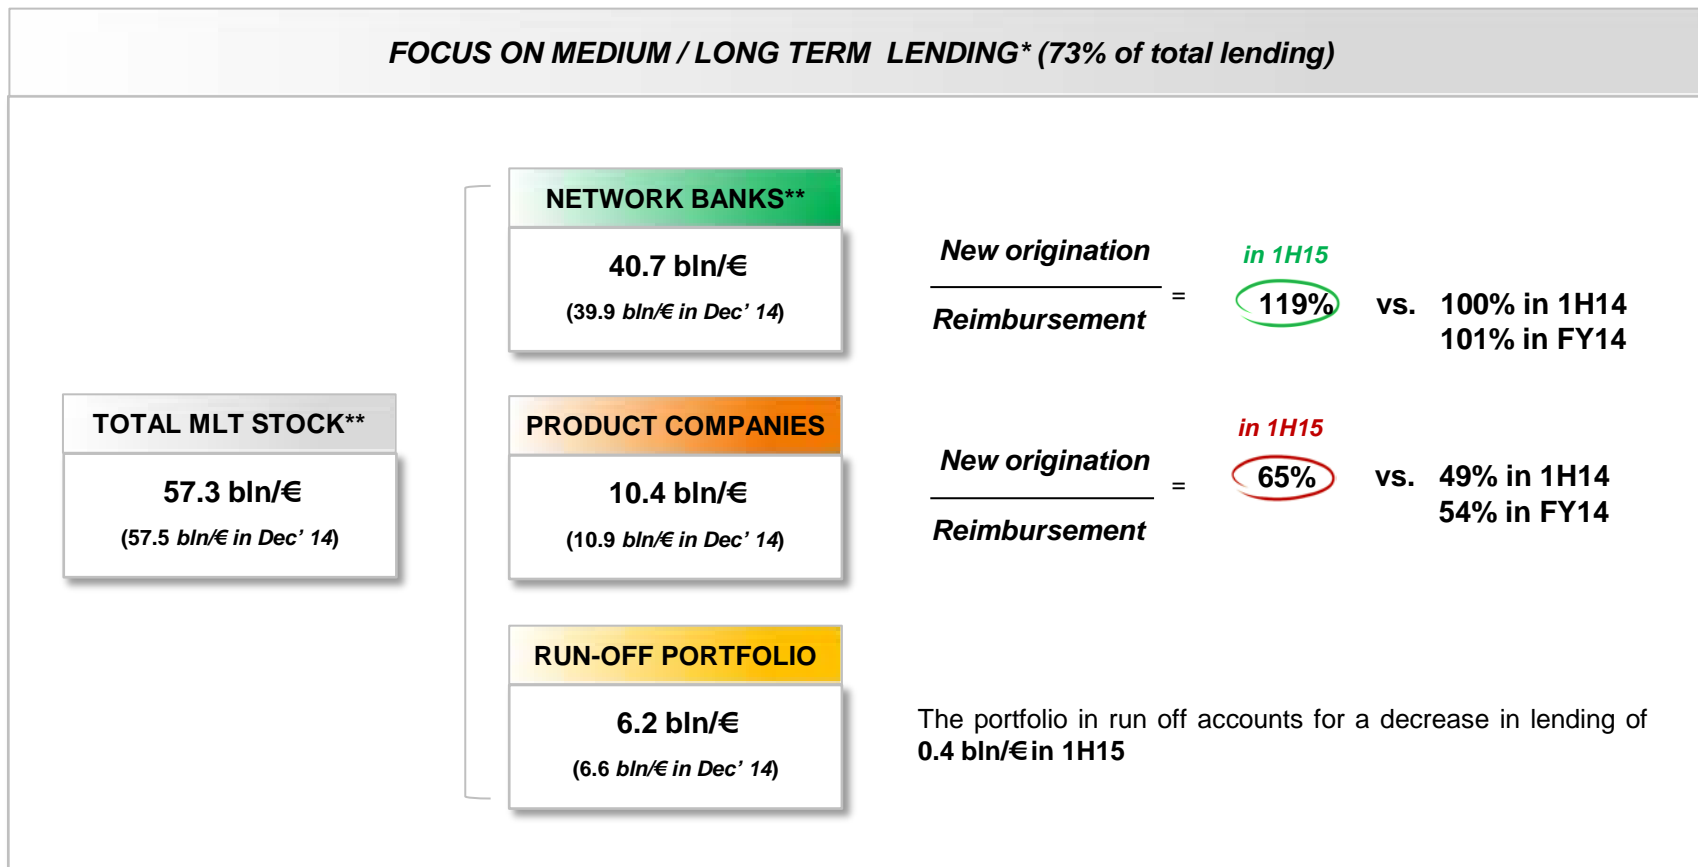 FOCUS ON MEDIUM / LONG TERM LENDING* (73% of total lending)
TOTAL MLT STOCK**
57.3 bln/€
(57.5 bln/€ in Dec' 14)
NETWORK BANKS**
40.7 bln/€
(39.9 bln/€ in Dec' 14)
New origination
Reimbursement
=
in 1H15
119%
vs. 100% in 1H14
101% in FY14
PRODUCT COMPANIES
10.4 bln/€
(10.9 bln/€ in Dec' 14)
New origination
Reimbursement
=
in 1H15
65%
vs. 49% in 1H14
54% in FY14
RUN-OFF PORTFOLIO
6.2 bln/€
(6.6 bln/€ in Dec' 14)
The portfolio in run off accounts for a decrease in lending of
0.4 bln/€ in 1H15